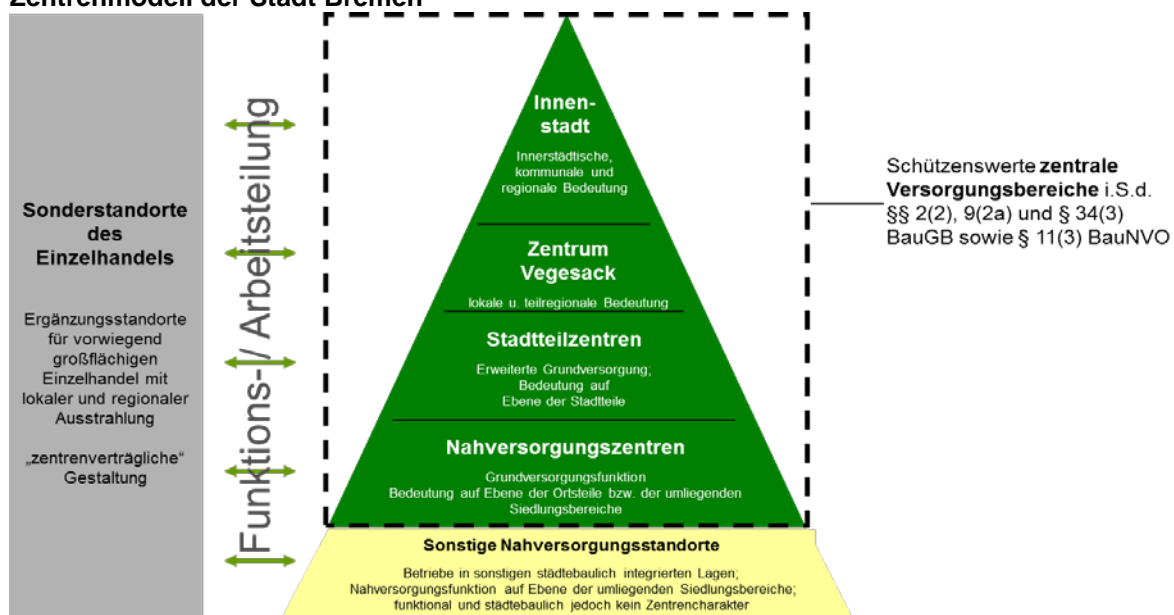 Zentrenmodell der Stadt Bremen
Sonderstandorte
des
Einzelhandels
Ergänzungsstandorte
für vorwiegend
großflächigen
Einzelhandel mit
lokaler und regionaler
Ausstrahlung
„zentrenverträgliche“
Gestaltung
Funktions-/ Arbeitsteilung
Innen-
stadt
Innerstädtische,
kommunale und
regionale Bedeutung
Zentrum
Vegesack
lokale u. teilregionale Bedeutung
Stadtteilzentren
Erweiterte Grundversorgung;
Bedeutung auf
Ebene der Stadtteile
Nahversorgungszentren
Grundversorgungsfunktion
Bedeutung auf Ebene der Ortsteile bzw. der umliegenden
Siedlungsbereiche
Sonstige Nahversorgungsstandorte
Betriebe in sonstigen städtebaulich integrierten Lagen;
Nahversorgungsfunktion auf Ebene der umliegenden Siedlungsbereiche;
funktional und städtebaulich jedoch kein Zentrencharakter
Schützenswerte zentrale
Versorgungsbereiche i.S.d.
§§ 2(2), 9(2a) und § 34(3)
BauGB sowie § 11(3) BauNVO